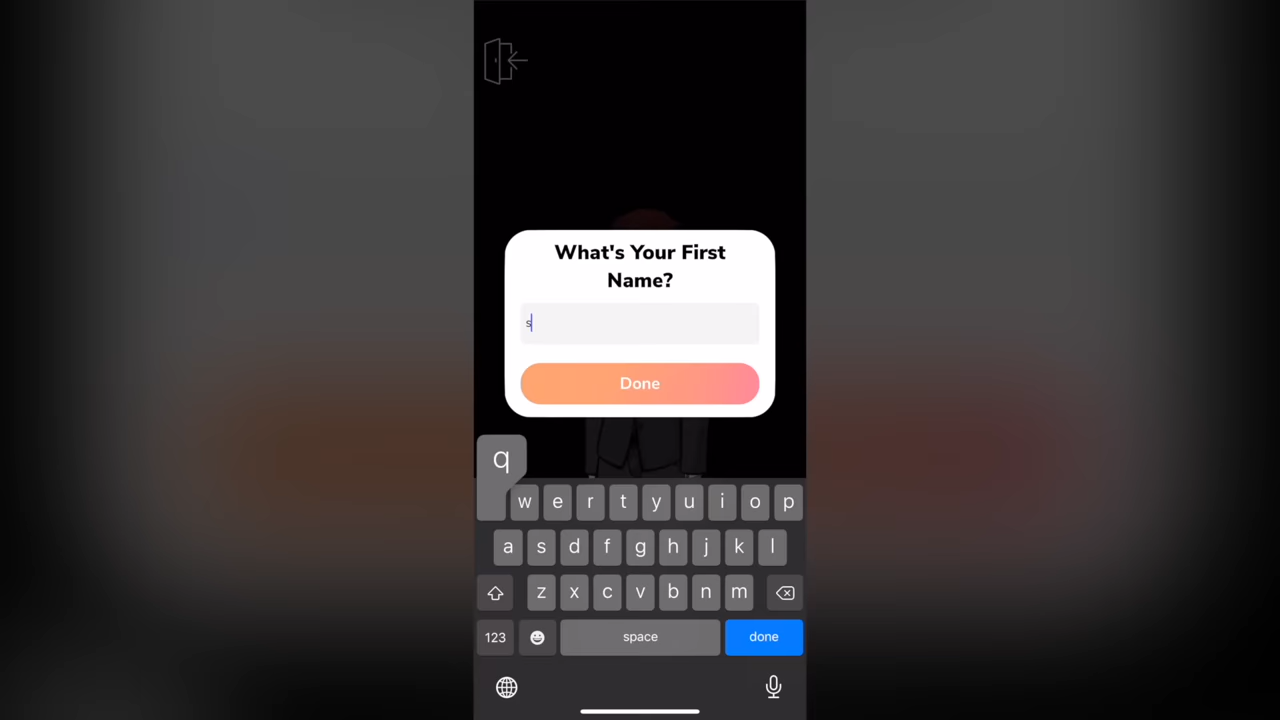 What's Your First
Name?
s
Done
q
w e r t y u i o p
a s d f g h j k l
z x c v b n m
123 space done